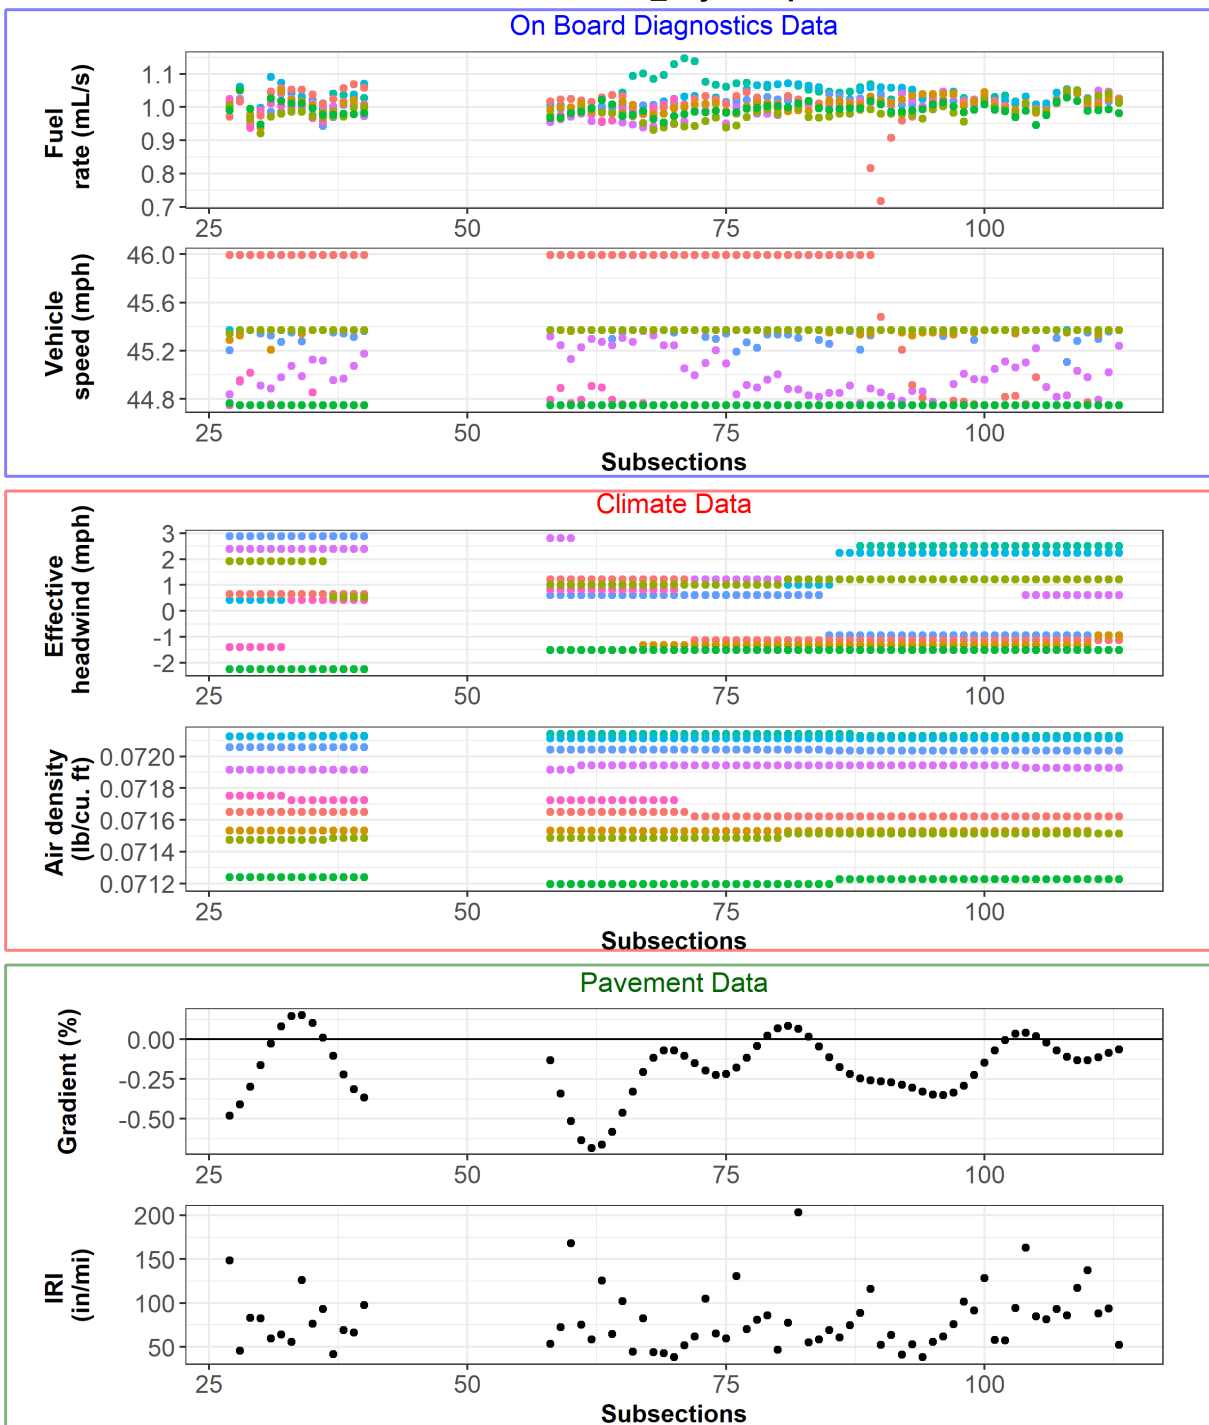 On Board Diagnostics Data
Fuel
rate (mL/s)
1.1
1.0
0.9
0.8
0.7
25 50 75 100
Vehicle
speed (mph)
46.0
45.6
45.2
44.8
25 50 75 100
Subsections
Climate Data
Effective
headwind (mph)
3
2
1
0
-1
-2
25 50 75 100
Air density
(lb/cu. ft)
0.0720
0.0718
0.0716
0.0714
0.0712
25 50 75 100
Subsections
Pavement Data
Gradient (%)
0.00
-0.25
-0.50
25 50 75 100
IRI
(in/mi)
200
150
100
50
25 50 75 100
Subsections